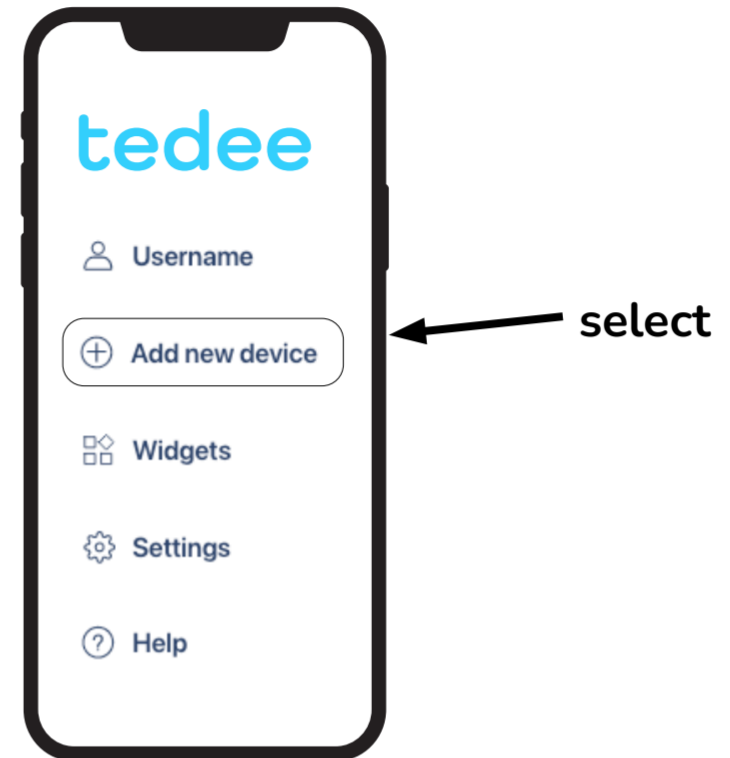 tedee
Username
Add new device
select
Widgets
Settings
Help